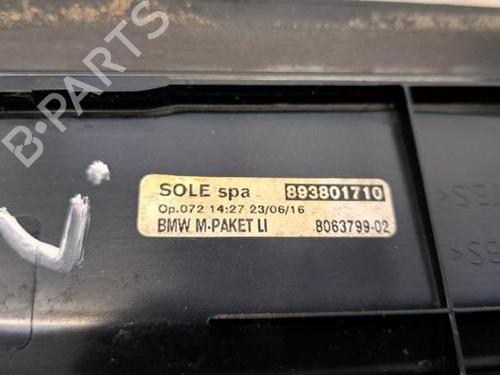 B-PARTS
SOLE spa 893801710
Op.072 14:27 23/06/16
BMW M-PAKET LI 8063799-02